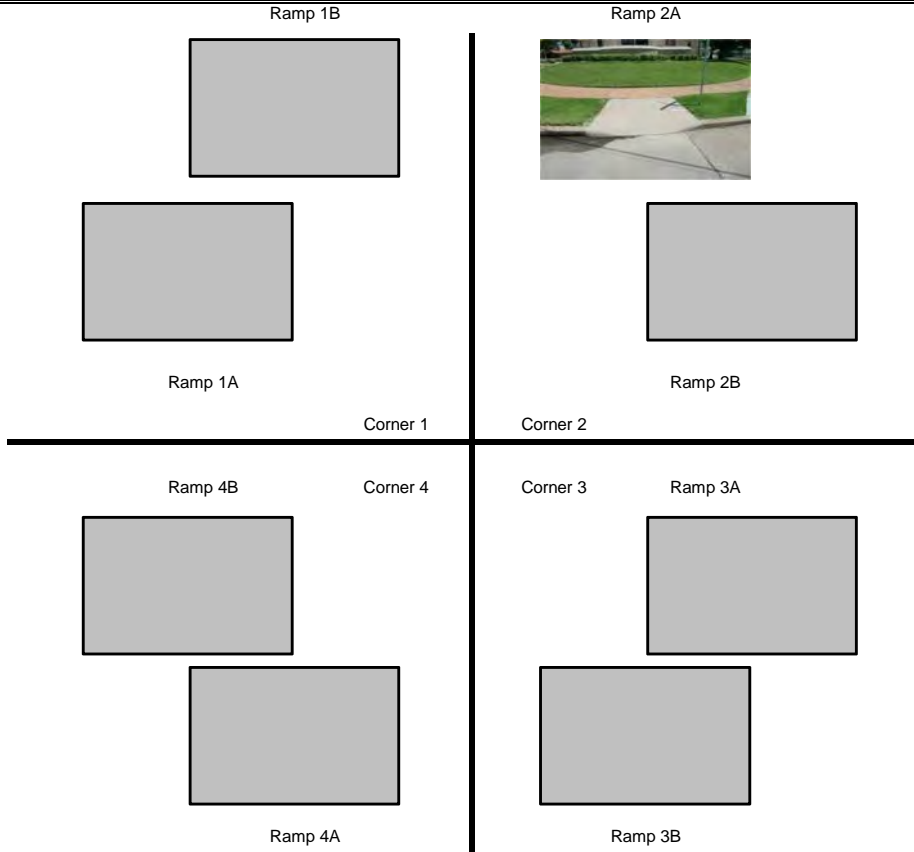 Ramp 1B
Ramp 2A
Ramp 1A
Ramp 2B
Corner 1
Corner 2
Ramp 4B
Corner 4
Corner 3
Ramp 3A
Ramp 4A
Ramp 3B